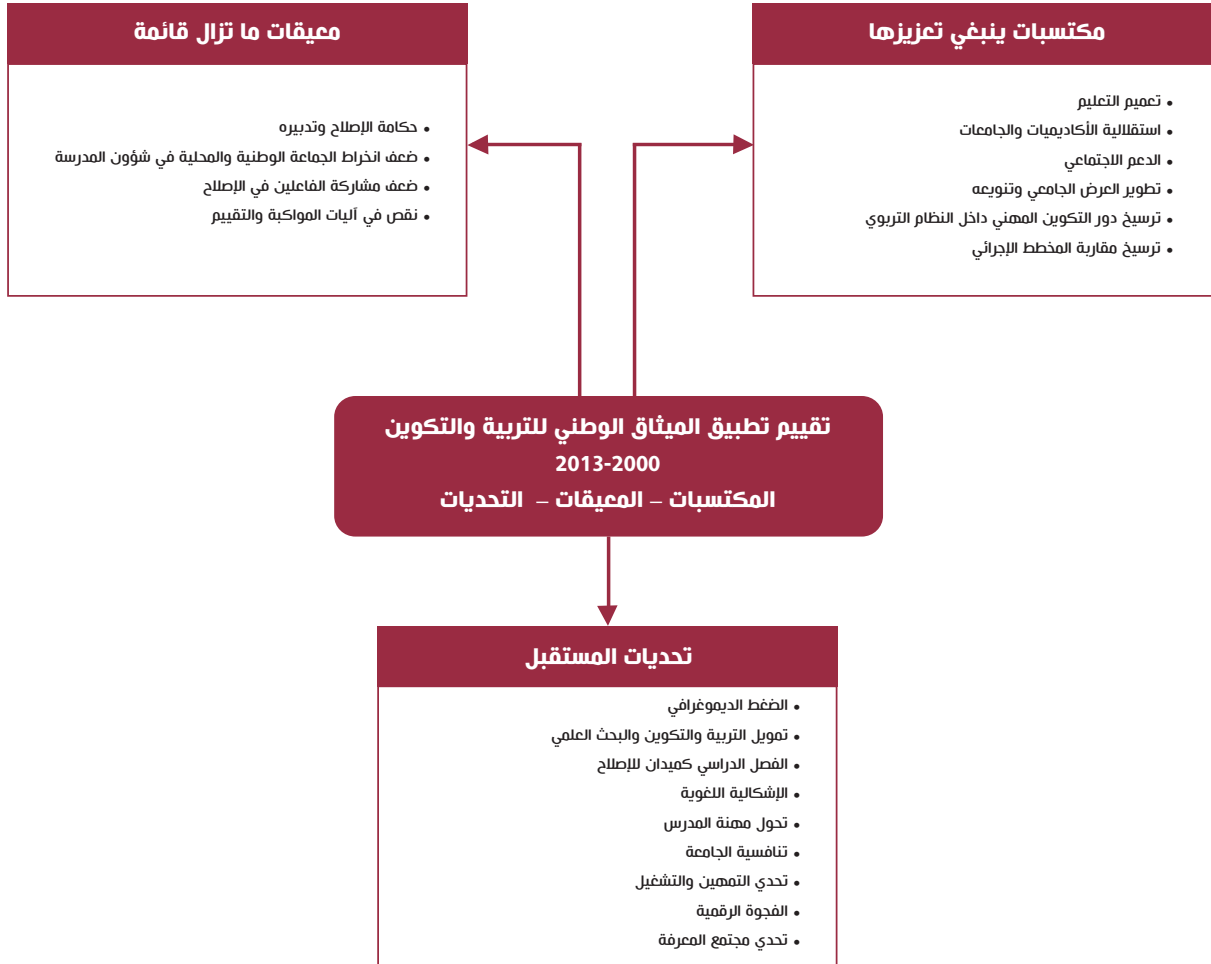 مكتسبات ينبغي تعزيزها
• تعميم التعليم
• استقلالية الأكاديميات والجامعات
• الدعم الاجتماعي
• تطوير العرض الجامعي وتنويعه
• ترسيخ دور التكوين المهني داخل النظام التربوي
• ترسيخ مقاربة المخطط الإجرائي
معيقات ما تزال قائمة
• حكامة الإصلاح وتدبيره
• ضعف انخراط الجماعة الوطنية والمحلية في شؤون المدرسة
• ضعف مشاركة الفاعلين في الإصلاح
• نقص في آليات المواكبة والتقييم
تقييم تطبيق الميثاق الوطني للتربية والتكوين
2013-2000
المكتسبات – المعيقات – التحديات
تحديات المستقبل
• الضغط الديموغرافي
• تمويل التربية والتكوين والبحث العلمي
• الفصل الدراسي كميدان للإصلاح
• الإشكالية اللغوية
• تحول مهنة المدرس
• تنافسية الجامعة
• تحدي التمهين والتشغيل
• الفجوة الرقمية
• تحدي مجتمع المعرفة